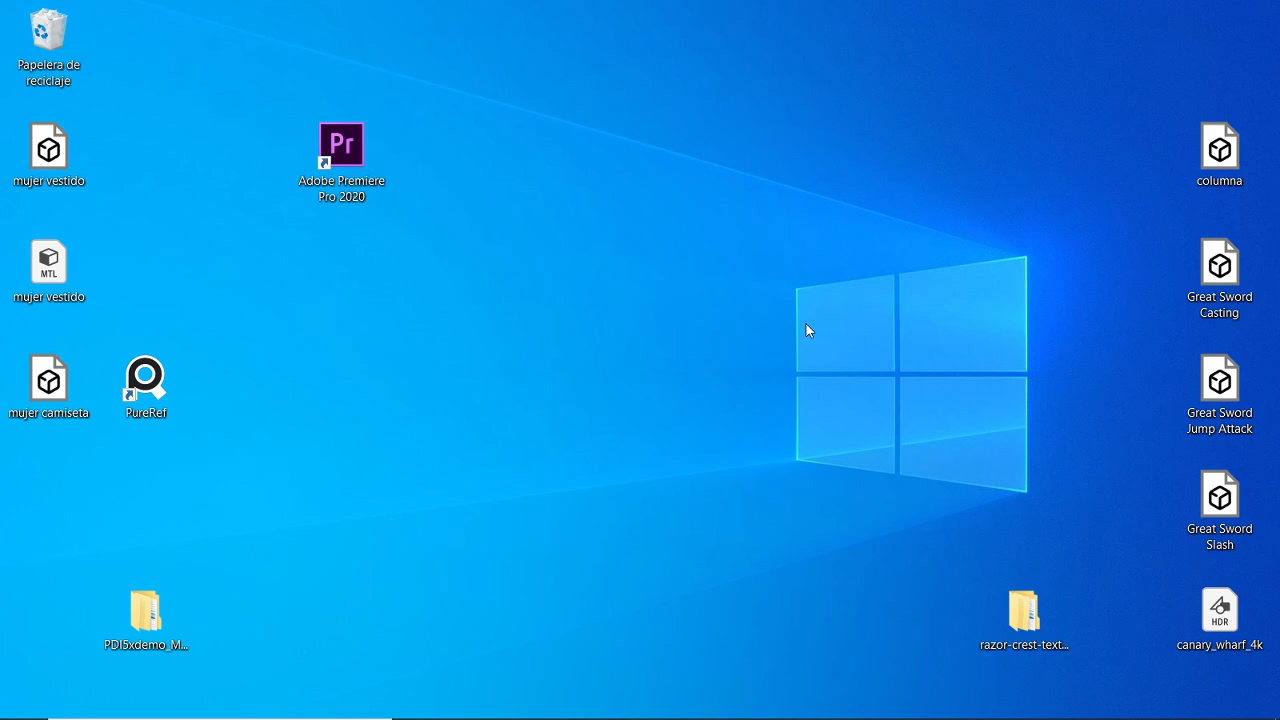 Papelera de
reciclaje
mujer vestido
Pr
Adobe Premiere
Pro 2020
columna
MTL
mujer vestido
Great Sword
Casting
mujer camiseta
PureRef
Great Sword
Jump Attack
Great Sword
Slash
PDI5xdemo_M...
razor-crest-text...
HDR
canary_wharf_4k